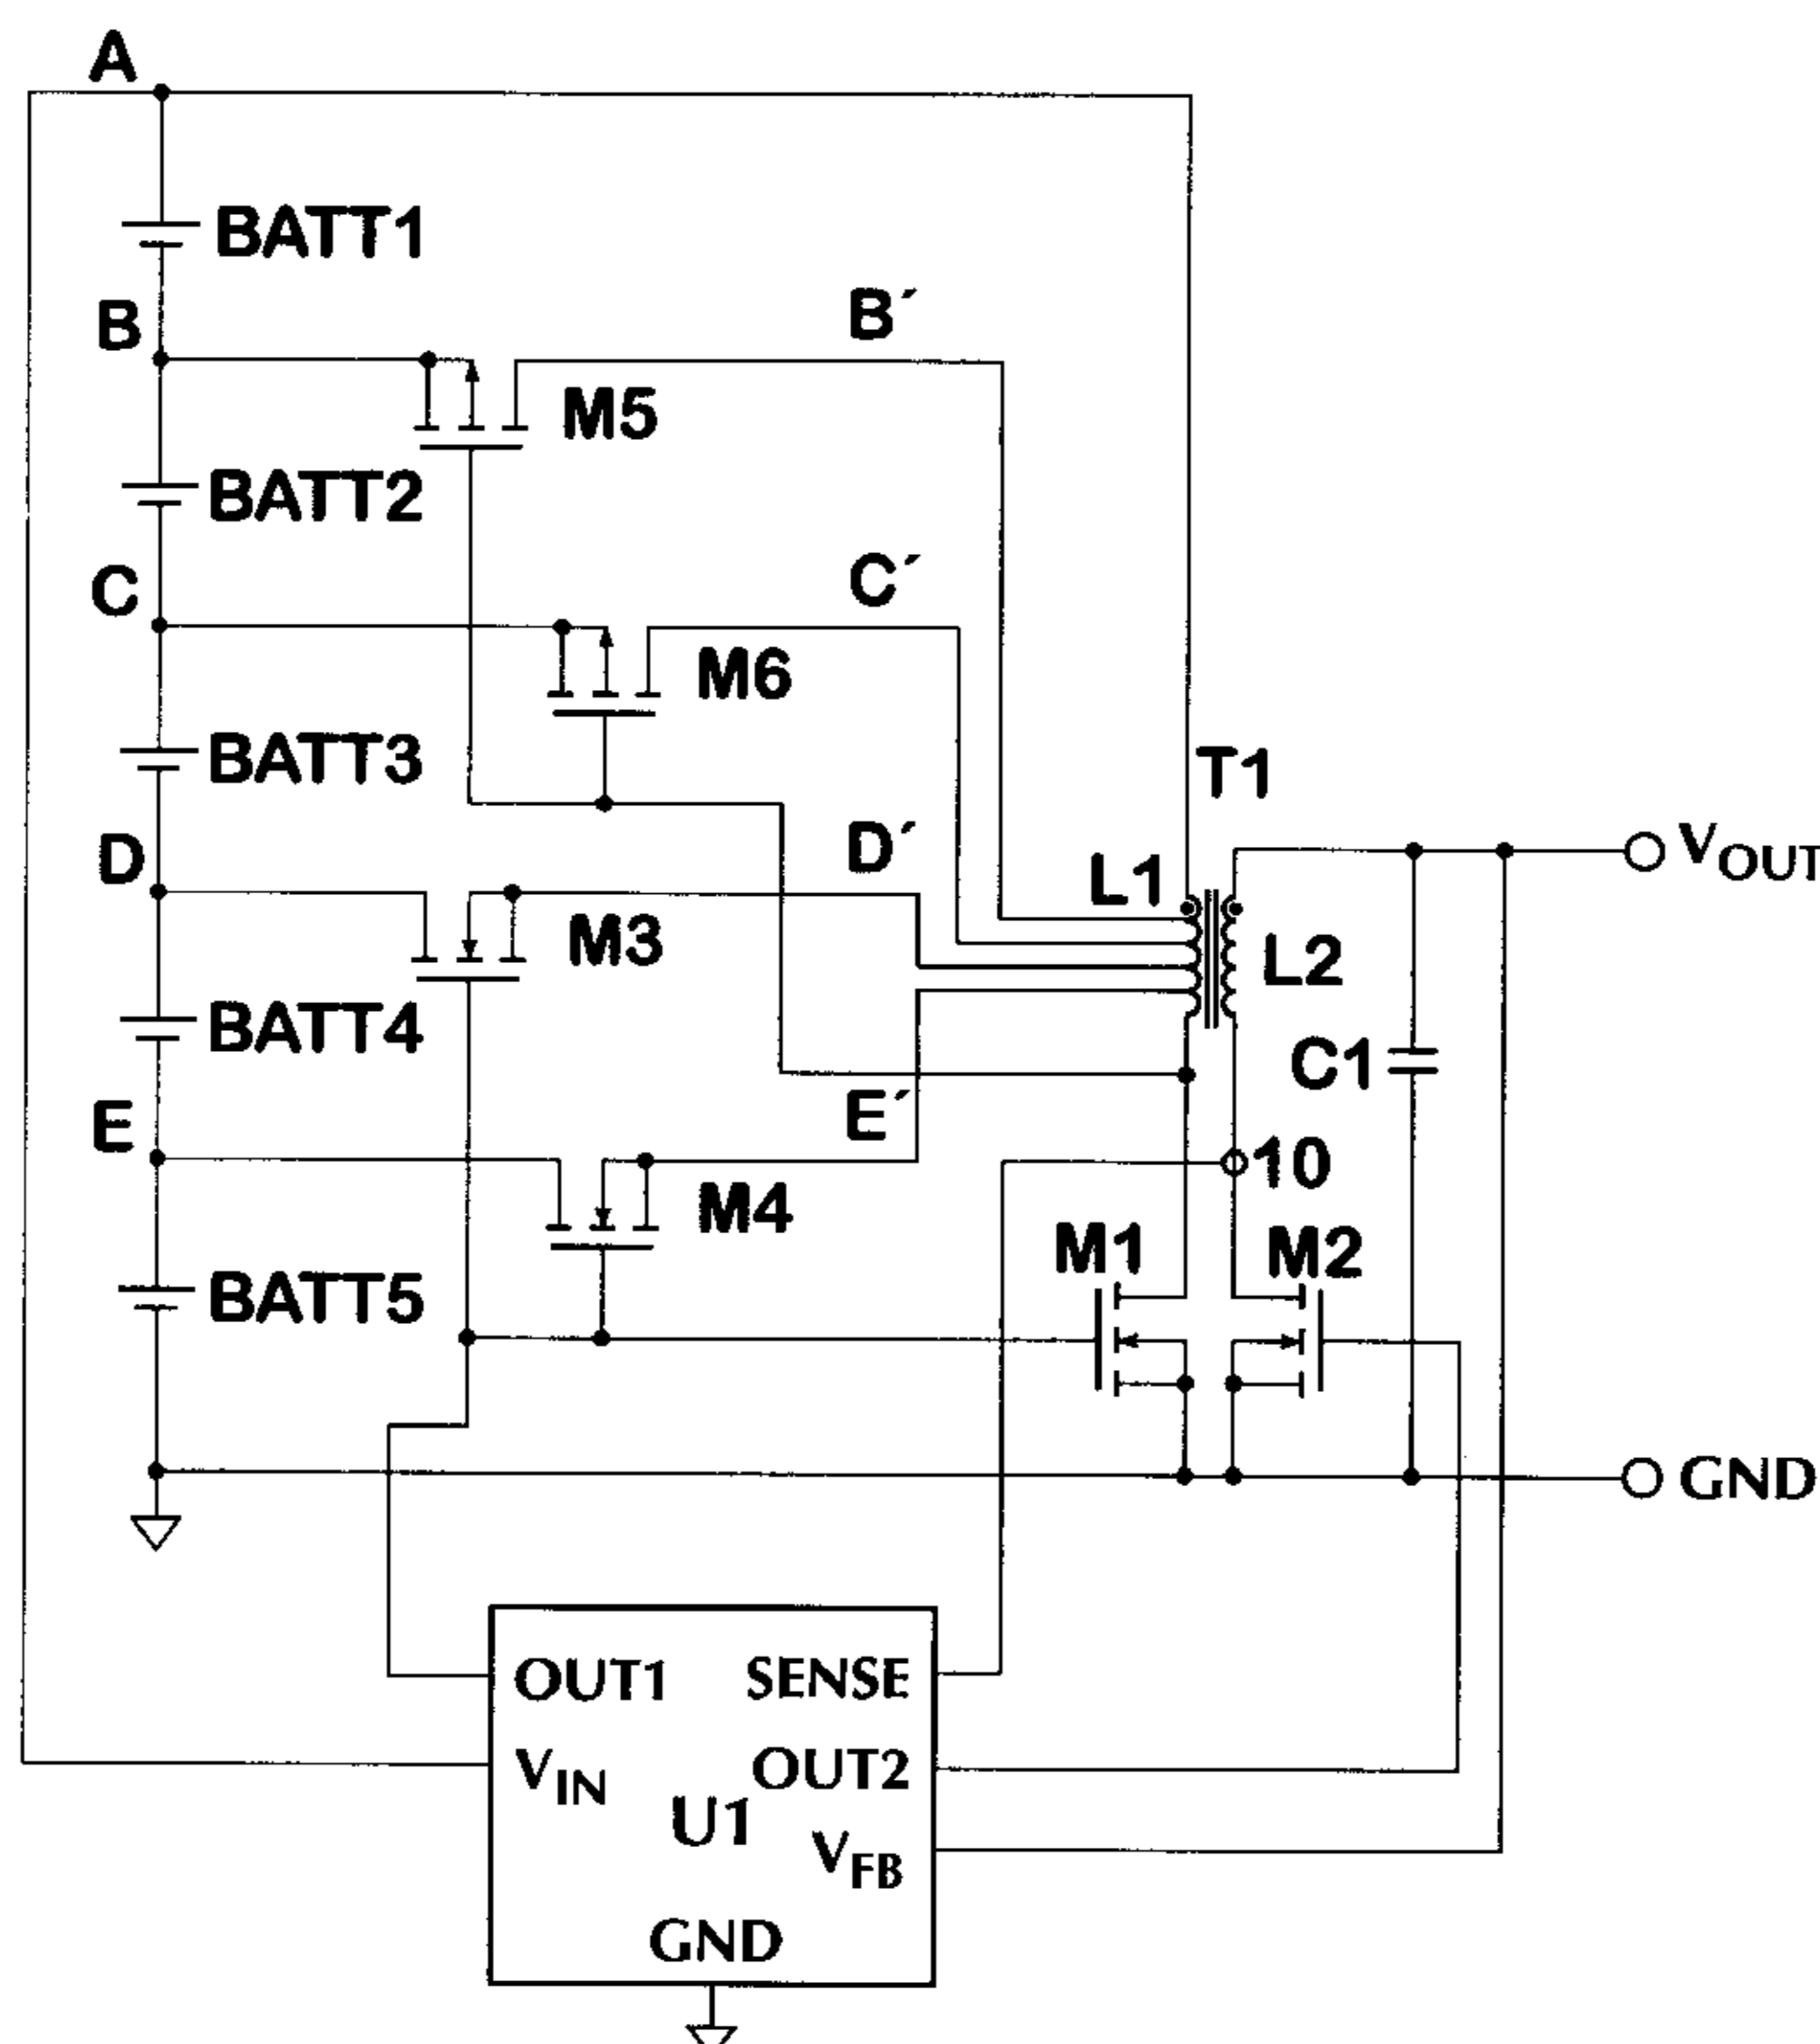 A
BATT1
B
B´
M5
BATT2
C
C´
M6
BATT3
T1
D
D´
L1
VOUT
M3
L2
BATT4
C1
E
E´
10
M4
M1
M2
BATT5
GND
OUT1
SENSE
VIN
OUT2
U1
VFB
GND